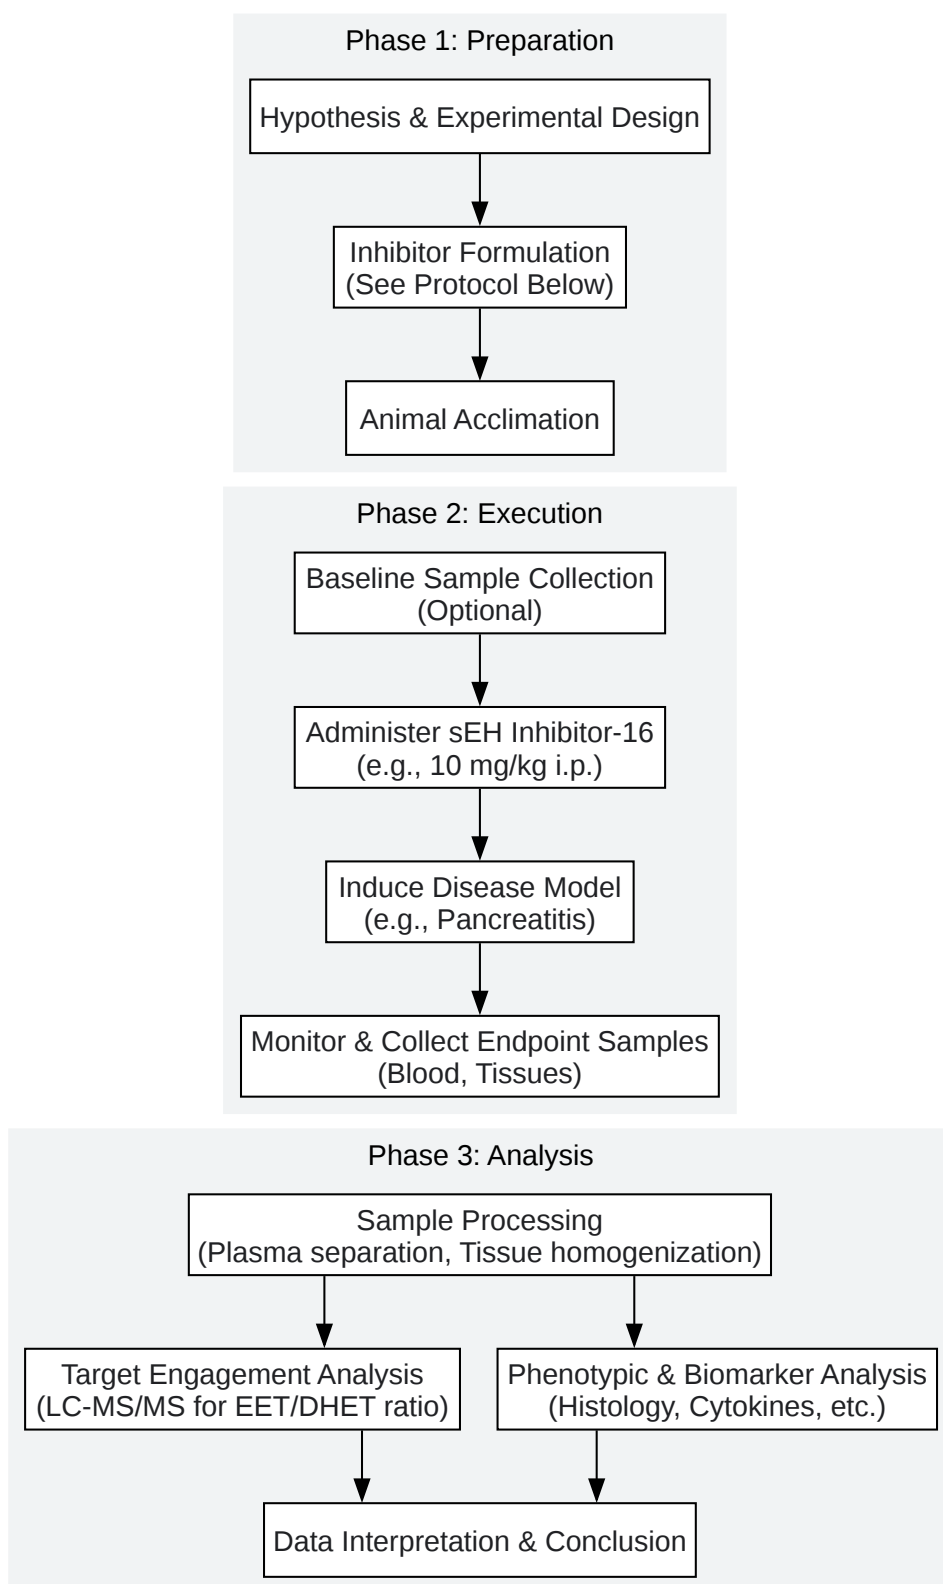 Phase 1: Preparation
Hypothesis & Experimental Design
Inhibitor Formulation
(See Protocol Below)
Animal Acclimation
Phase 2: Execution
Baseline Sample Collection
(Optional)
Administer sEH Inhibitor-16
(e.g., 10 mg/kg i.p.)
Induce Disease Model
(e.g., Pancreatitis)
Monitor & Collect Endpoint Samples
(Blood, Tissues)
Phase 3: Analysis
Sample Processing
(Plasma separation, Tissue homogenization)
Target Engagement Analysis
(LC-MS/MS for EET/DHET ratio)
Phenotypic & Biomarker Analysis
(Histology, Cytokines, etc.)
Data Interpretation & Conclusion